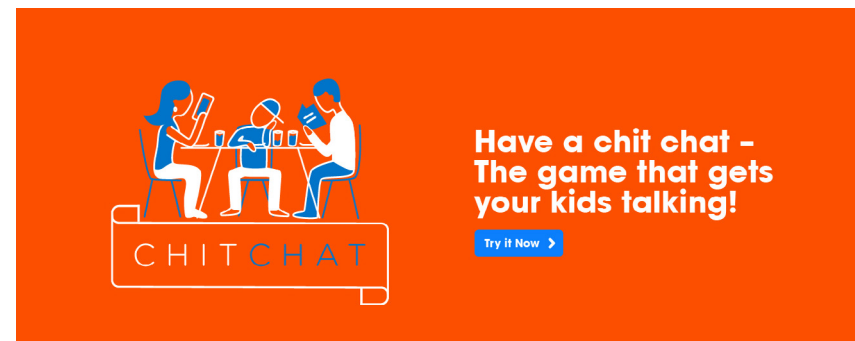 CHITCHAT
Have a chit chat –
The game that gets
your kids talking!
Try it Now